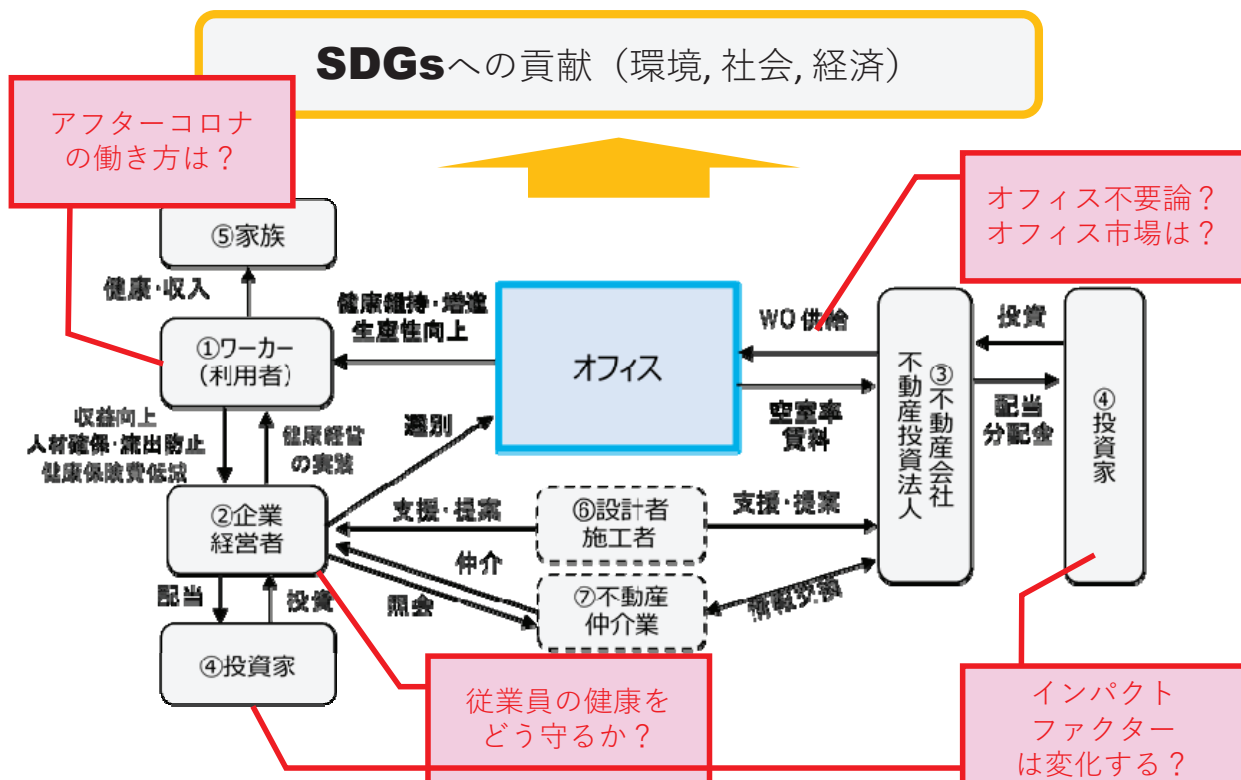 SDGsへの貢献（環境, 社会, 経済）
アフターコロナ
の働き方は？
オフィス不要論？
オフィス市場は？
⑤家族
健康・収入
健康維持・増進
生産性向上
オフィス
WO供給
投資
①ワーカー
（利用者）
③不動産会社
不動産投資法人
④投資家
空室率
賃料
配当
分配金
収益向上
人材確保・流出防止
健康保険費低減
健康経営
の実践
選別
②企業
経営者
支援・提案
⑥設計者
施工者
支援・提案
仲介
照会
⑦不動産
仲介業
情報交換
配当
投資
④投資家
従業員の健康を
どう守るか？
インパクト
ファクター
は変化する？